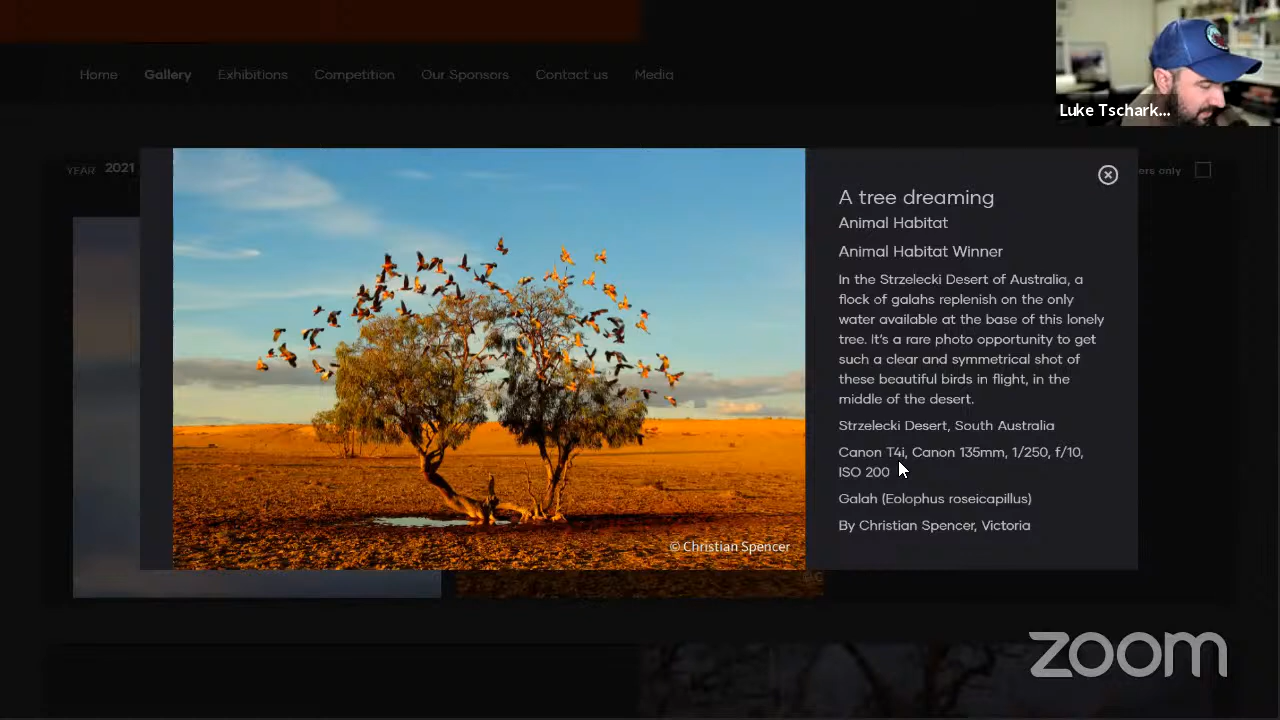 Home Gallery Exhibitions Competition Our Sponsors Contact us Media
Luke Tschark...
YEAR 2021
ers only
A tree dreaming
Animal Habitat
Animal Habitat Winner
In the Strzelecki Desert of Australia, a
flock of galahs replenish on the only
water available at the base of this lonely
tree. It's a rare photo opportunity to get
such a clear and symmetrical shot of
these beautiful birds in flight, in the
middle of the desert.
Strzelecki Desert, South Australia
Canon T4i, Canon 135mm, 1/250, f/10,
ISO 200
Galah (Eolophus roseicapillus)
By Christian Spencer, Victoria
© Christian Spencer
©C
zoom